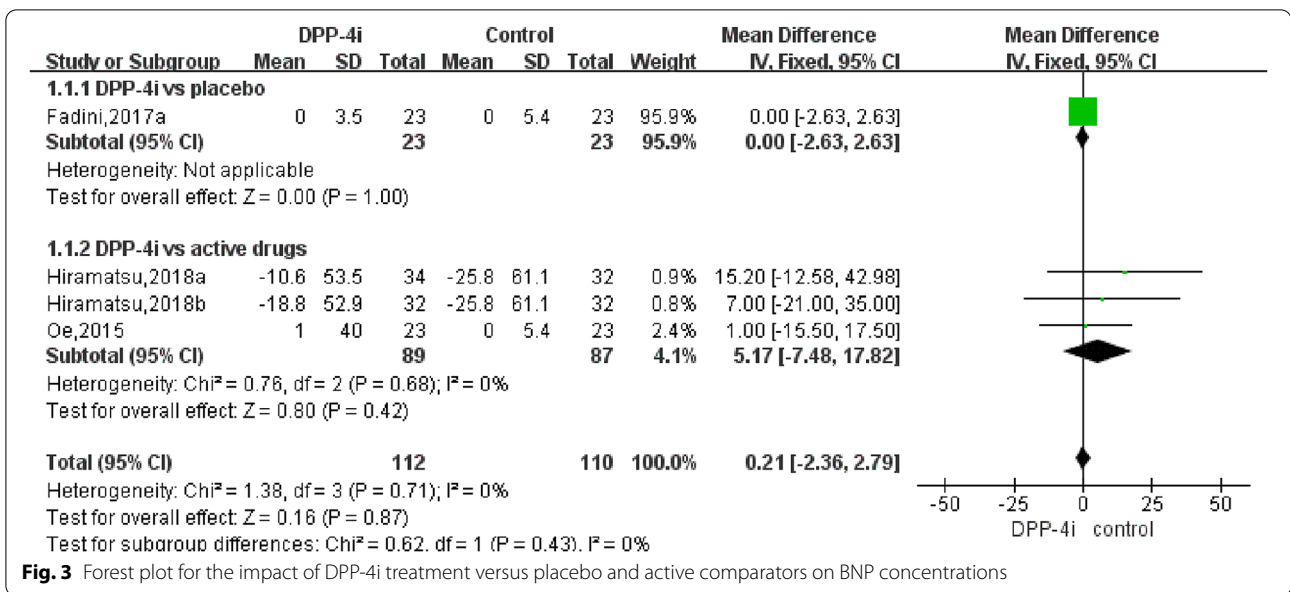 DPP-4i Control Mean Difference Mean Difference
Study or Subgroup Mean SD Total Mean SD Total Weight IV, Fixed, 95% CI IV, Fixed, 95% CI
1.1.1 DPP-4i vs placebo
Fadini,2017a 0 3.5 23 0 5.4 23 95.9% 0.00 [-2.63, 2.63]
Subtotal (95% CI) 23 23 95.9% 0.00 [-2.63, 2.63]
Heterogeneity: Not applicable
Test for overall effect: Z = 0.00 (P = 1.00)
1.1.2 DPP-4i vs active drugs
Hiramatsu,2018a -10.6 53.5 34 -25.8 61.1 32 0.9% 15.20 [-12.58, 42.98]
Hiramatsu,2018b -18.8 52.9 32 -25.8 61.1 32 0.8% 7.00 [-21.00, 35.00]
Oe,2015 1 40 23 0 5.4 23 2.4% 1.00 [-15.50, 17.50]
Subtotal (95% CI) 89 87 4.1% 5.17 [-7.48, 17.82]
Heterogeneity: Chi² = 0.76, df = 2 (P = 0.68); I² = 0%
Test for overall effect: Z = 0.80 (P = 0.42)
Total (95% CI) 112 110 100.0% 0.21 [-2.36, 2.79]
Heterogeneity: Chi² = 1.38, df = 3 (P = 0.71); I² = 0%
Test for overall effect: Z = 0.16 (P = 0.87)
Test for subgroup differences: Chi² = 0.62, df = 1 (P = 0.43), I² = 0%
-50 -25 0 25 50
DPP-4i control
Fig. 3 Forest plot for the impact of DPP-4i treatment versus placebo and active comparators on BNP concentrations